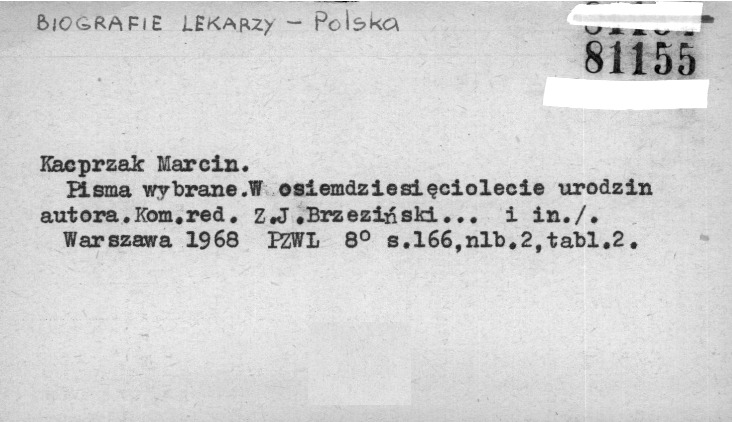 BIOGRAFIE LEKARZY – Polska
81155
Kacprzak Marcin.
Pisma wybrane.W osiemdziesięciolecie urodzin
autora.Kom.red. Z.J.Brzeziński... i in./.
Warszawa 1968 PZWL 8° s.166,nlb.2,tabl.2.